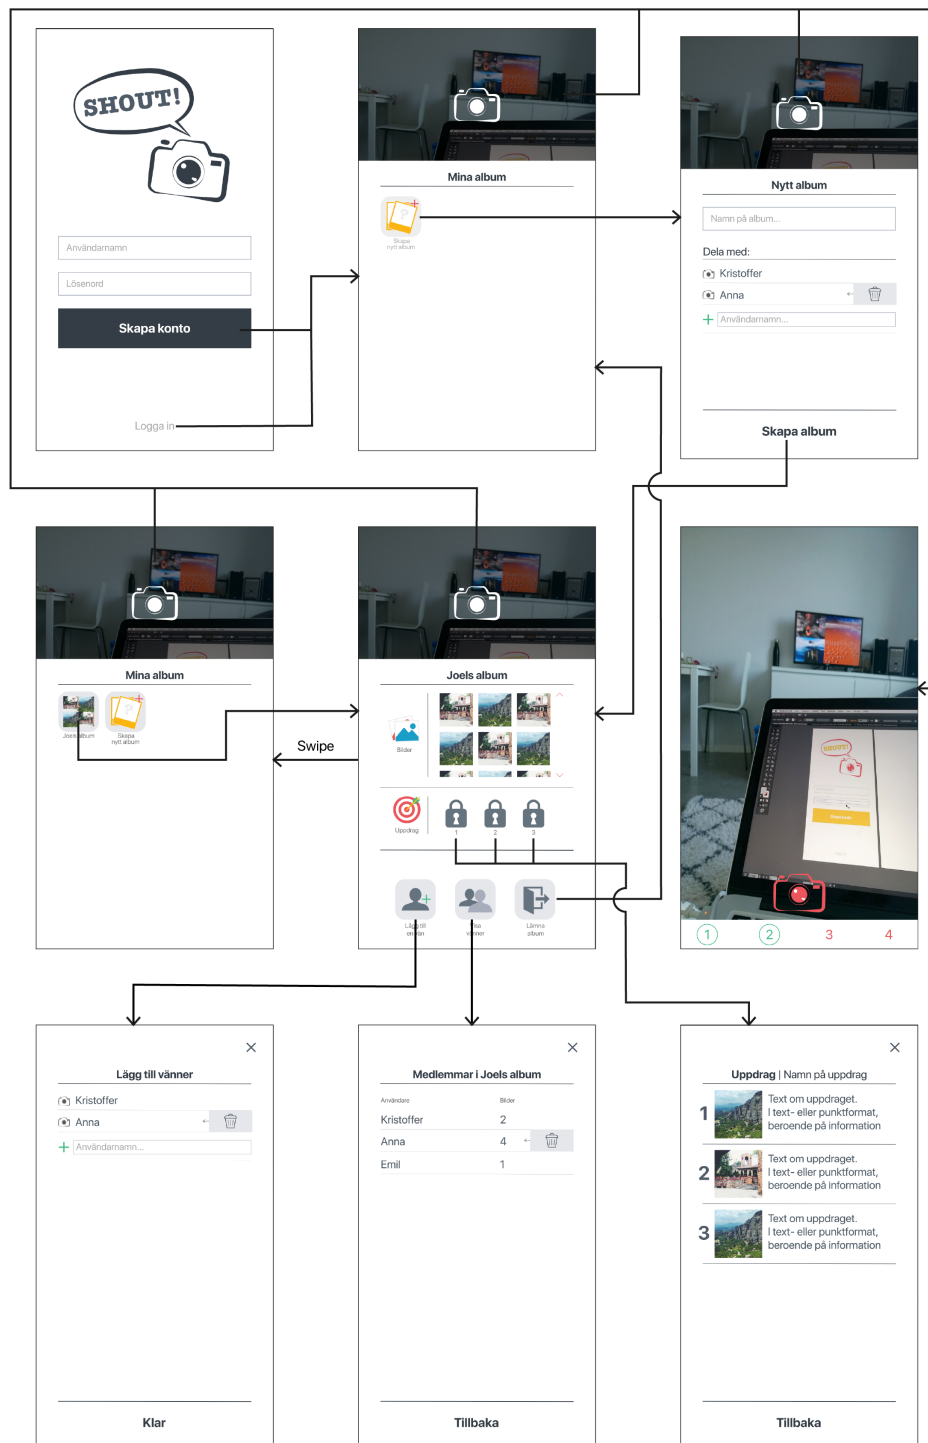 SHOUT!
Användarnamn
Lösenord
Skapa konto
Logga in
Mina album
Skapa
nytt album
Nytt album
Namn på album...
Dela med:
Kristoffer
Anna
Användarnamn...
Skapa album
Mina album
Joels album
Skapa
nytt album
Swipe
Joels album
Bilder
Uppdrag
1
2
3
Lägg till
en vän
Visa
vänner
Lämna
album
SHOUT!
1
2
3
4
Lägg till vänner
Kristoffer
Anna
Användarnamn...
Klar
Medlemmar i Joels album
Användare Bilder
Kristoffer 2
Anna 4
Emil 1
Tillbaka
Uppdrag | Namn på uppdrag
1
Text om uppdraget.
I text- eller punktformat,
beroende på information
2
Text om uppdraget.
I text- eller punktformat,
beroende på information
3
Text om uppdraget.
I text- eller punktformat,
beroende på information
Tillbaka